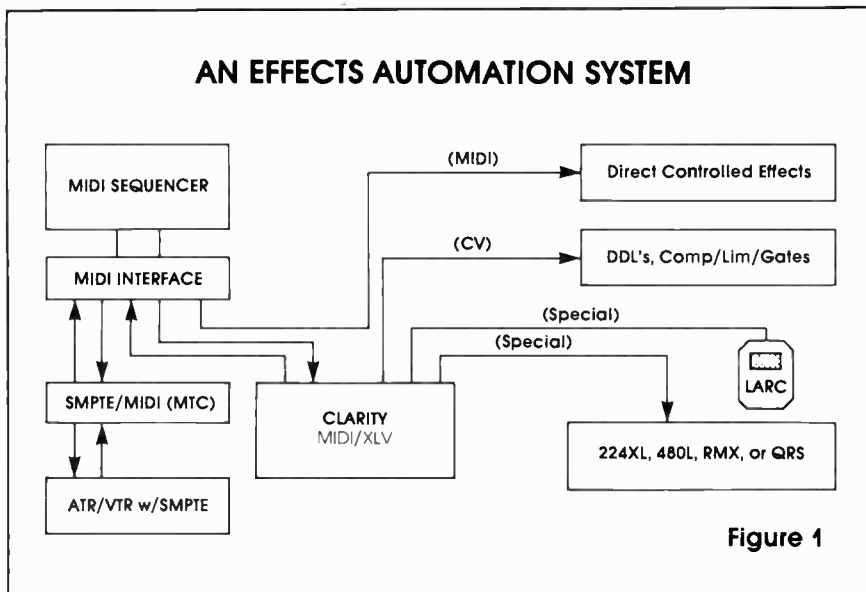 AN EFFECTS AUTOMATION SYSTEM
MIDI SEQUENCER
MIDI INTERFACE
SMPTE/MIDI (MTC)
ATR/VTR w/SMPTE
CLARITY
MIDI/XLV
(MIDI)
Direct Controlled Effects
(CV)
DDL's, Comp/Lim/Gates
(Special)
(Special)
LARC
224XL, 480L, RMX, or QRS
Figure 1